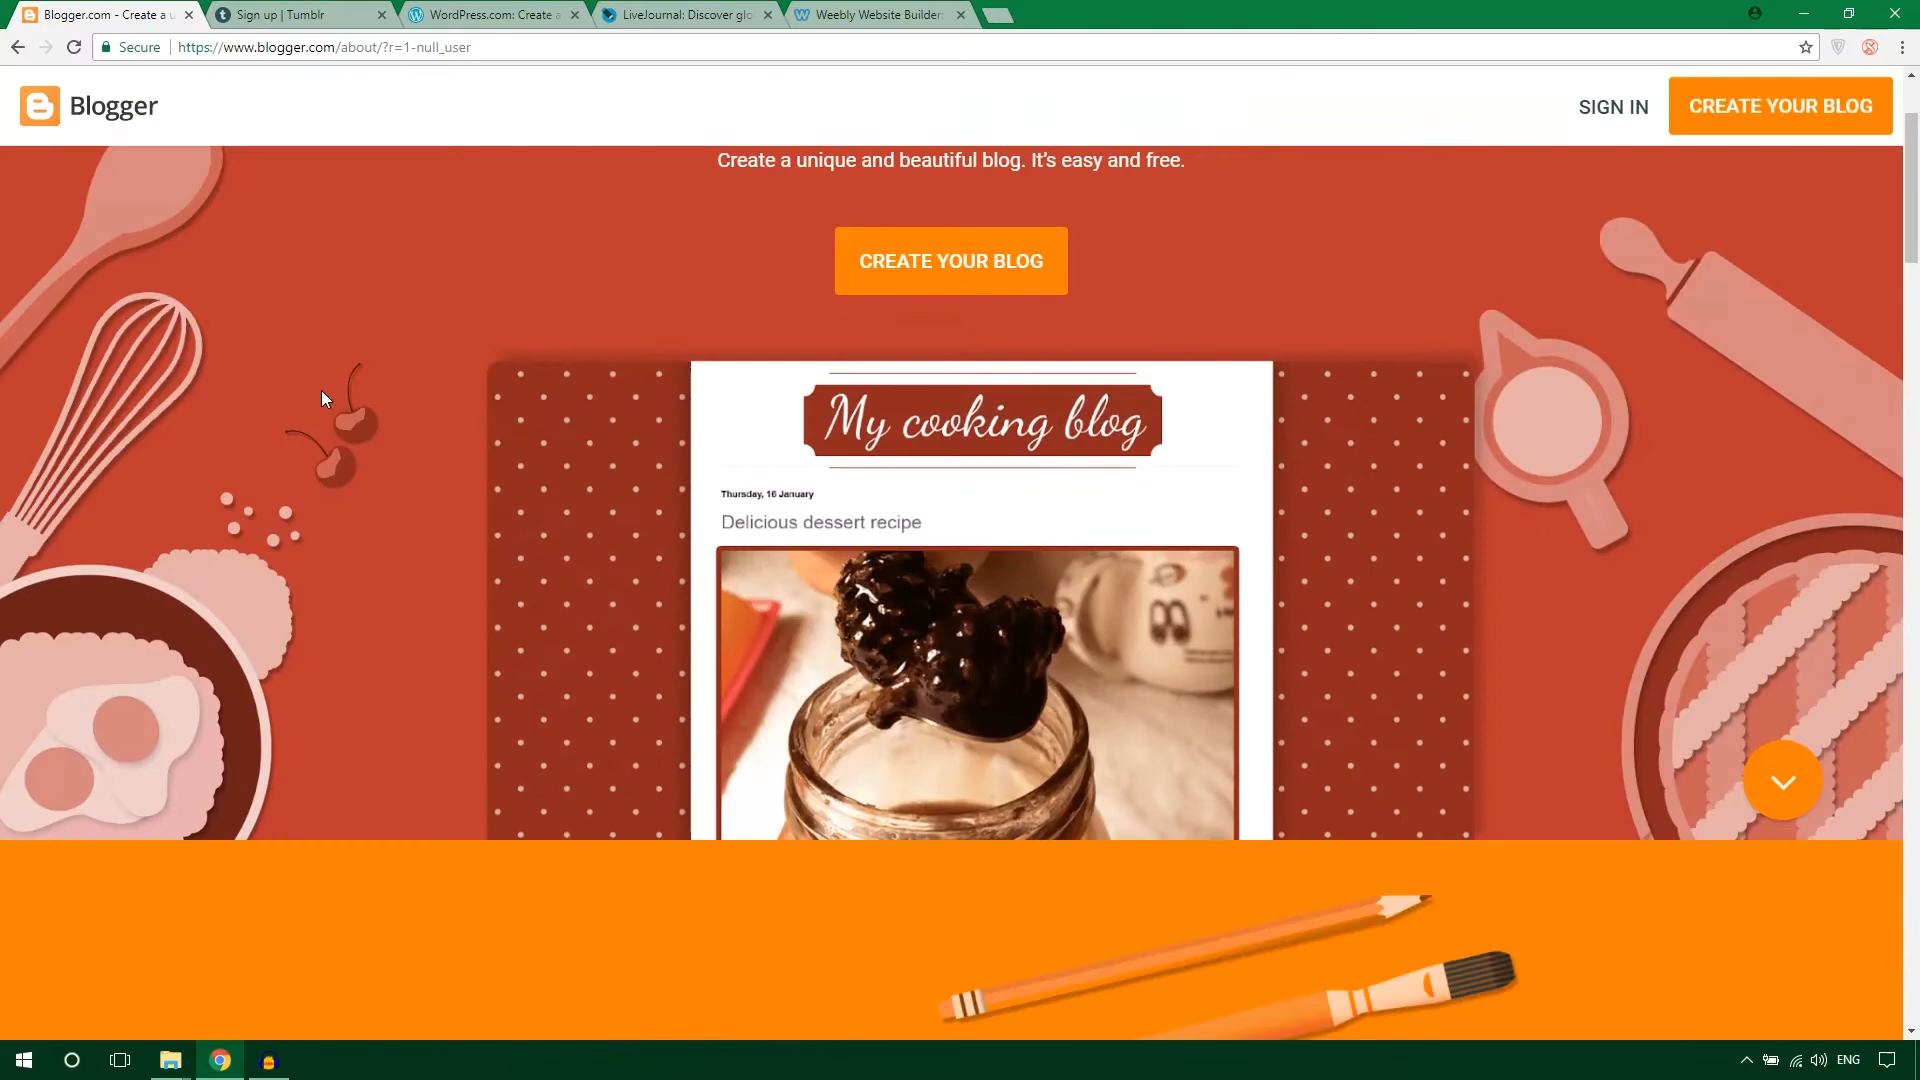 Blogger.com - Create a u
Sign up | Tumblr
WordPress.com: Create a
LiveJournal: Discover glo
Weebly Website Builder:
Secure
https://www.blogger.com/about/?r=1-null_user
Blogger
SIGN IN
CREATE YOUR BLOG
Create a unique and beautiful blog. It’s easy and free.
CREATE YOUR BLOG
My cooking blog
Thursday, 16 January
Delicious dessert recipe
ENG